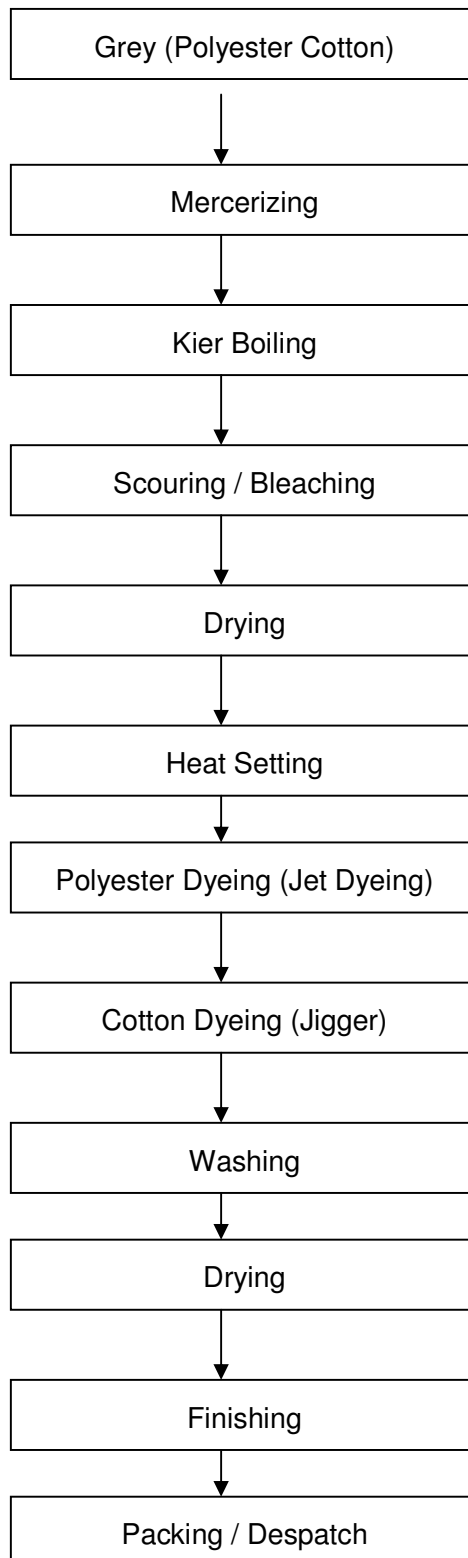 Grey (Polyester Cotton)
Mercerizing
Kier Boiling
Scouring / Bleaching
Drying
Heat Setting
Polyester Dyeing (Jet Dyeing)
Cotton Dyeing (Jigger)
Washing
Drying
Finishing
Packing / Despatch